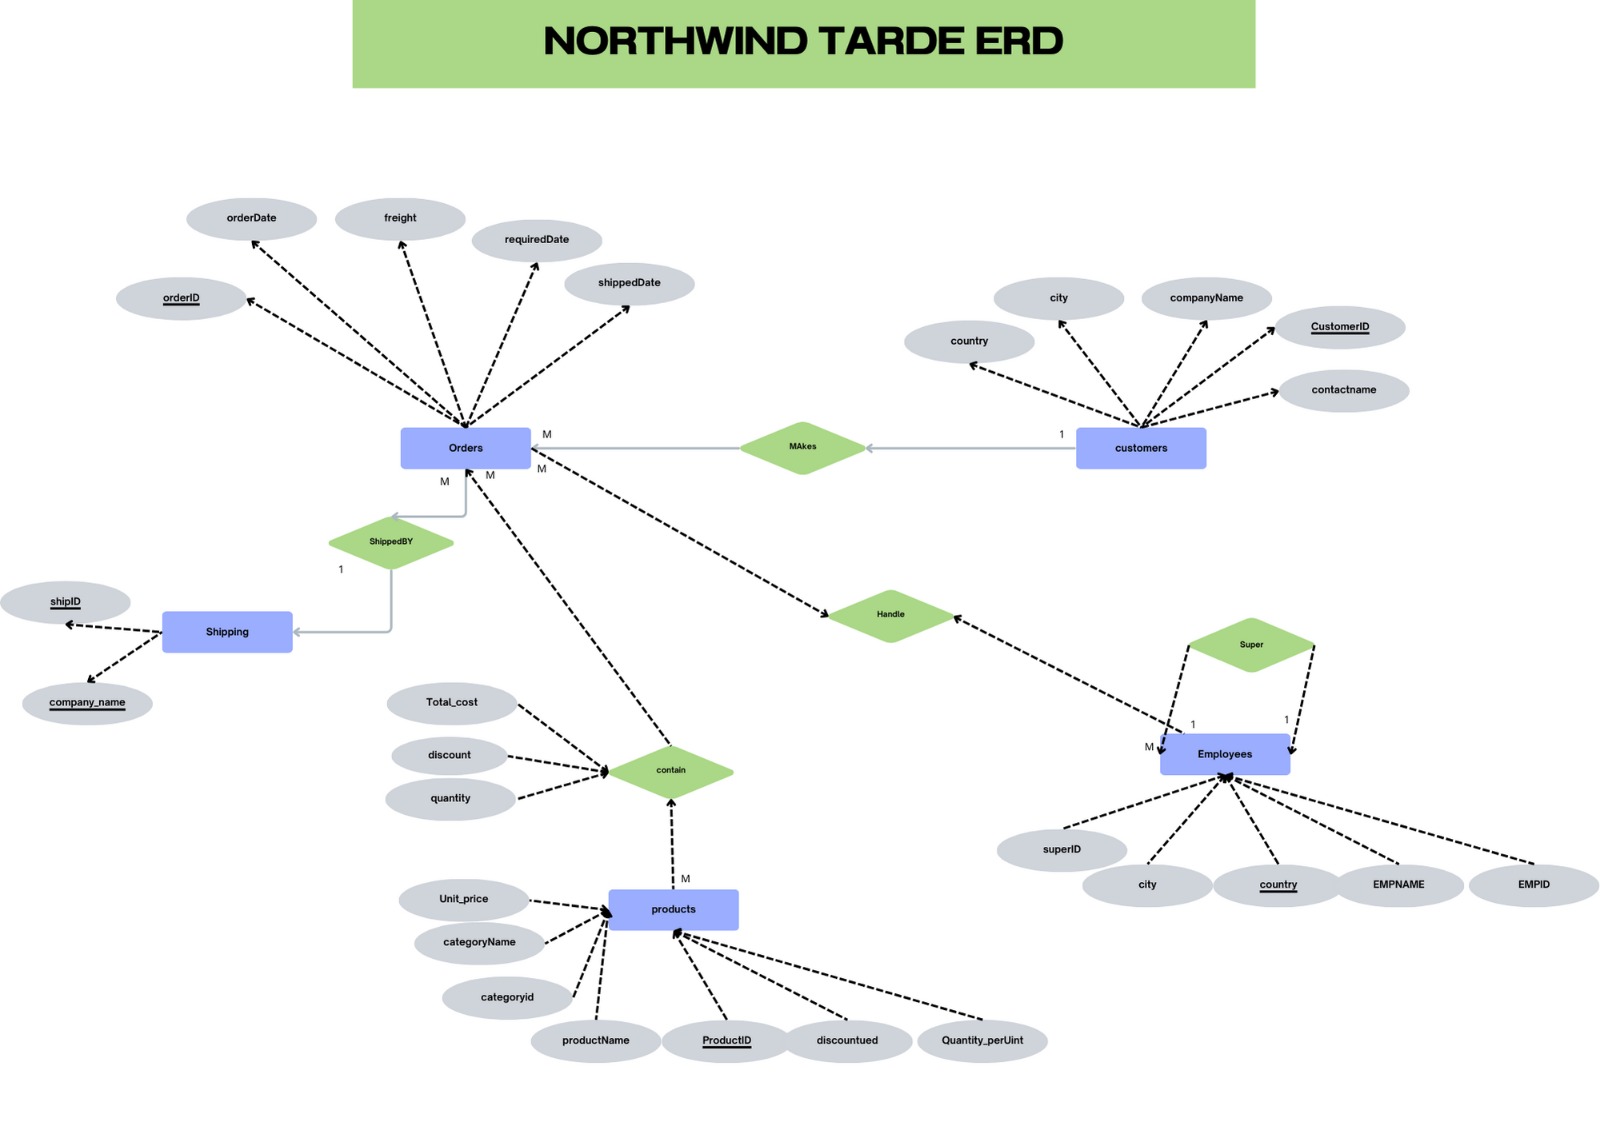 NORTHWIND TARDE ERD
orderDate
freight
requiredDate
shippedDate
orderID
city
companyName
CustomerID
country
contactname
Orders
M
MAkes
1
customers
M
M
M
ShippedBY
1
shipID
Shipping
company_name
Handle
Super
Total_cost
discount
quantity
contain
1
1
M
Employees
superID
city
country
EMPNAME
EMPID
M
Unit_price
products
categoryName
categoryid
productName
ProductID
discountued
Quantity_perUint